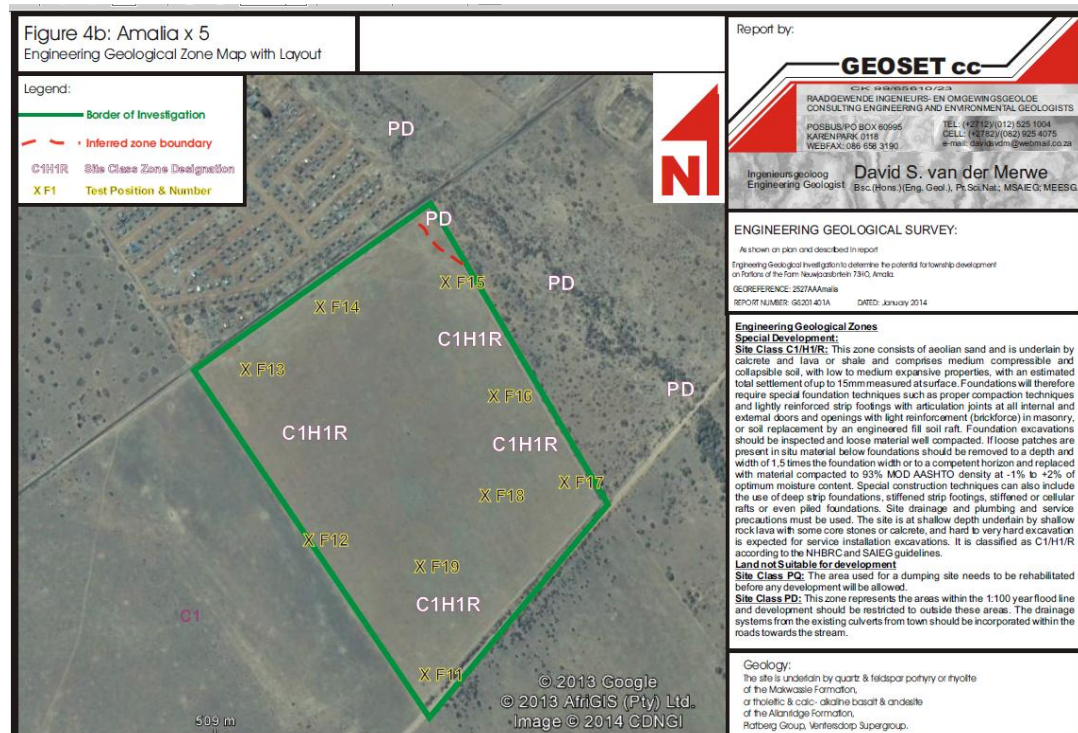 Figure 4b: Amalia x 5
Engineering Geological Zone Map with Layout
Legend:
Border of Investigation
Inferred zone boundary
C1H1R Site Class Zone Designation
X F1 Test Position & Number
PD
PD
PD
PD
X F15
X F14
C1H1R
X F13
X F16
C1H1R
C1H1R
X F17
X F18
X F12
X F19
C1H1R
C1
X F11
509 m
© 2013 Google
© 2013 AfriGIS (Pty) Ltd.
Image © 2014 CDNGI
N
Report by:
GEOSET cc
CK 99/65610/23
RAADGEWENDE INGENIEURS- EN OMGEWINGSGEOLOE
CONSULTING ENGINEERING AND ENVIRONMENTAL GEOLOGISTS
POSBUS/PO BOX 60995
KARENPARK 0118
WEBFAX: 086 658 3190
TEL: (+2712)/(012) 525 1004
CELL: (+2782)/(082) 925 4075
e-mail: davidsvdm@webmail.co.za
Ingenieursgeoloog
Engineering Geologist
David S. van der Merwe
Bsc.(Hons.)(Eng. Geol.), Pr.Sci.Nat.; MSAIEG; MEESG
ENGINEERING GEOLOGICAL SURVEY:
As shown on plan and described in report
Engineering Geological Investigation to determine the potential for township development
on Portions of the Farm 73HO, Amalia.
GEOREFERENCE: 2527AAAmalia
REPORT NUMBER: GS201401A DATED: January 2014
Engineering Geological Zones
Special Development:
Site Class C1/H1/R: This zone consists of aeolian sand and is underlain by
calcrete and lava or shale and comprises medium compressible and
collapsible soil, with low to medium expansive properties, with an estimated
total settlement of up to 15mm measured at surface. Foundations will therefore
require special foundation techniques such as proper compaction techniques
and lightly reinforced strip footings with articulation joints at all internal and
external doors and openings with light reinforcement (brickforce) in masonry,
or soil replacement by an engineered fill soil raft. Foundation excavations
should be inspected and loose material well compacted. If loose patches are
present in situ material below foundations should be removed to a depth and
width of 1,5 times the foundation width or to a competent horizon and replaced
with material compacted to 93% MOD AASHTO density at -1% to +2% of
optimum moisture content. Special construction techniques can also include
the use of deep strip foundations, stiffened strip footings, stiffened or cellular
rafts or even piled foundations. Site drainage and plumbing and service
precautions must be used. The site is at shallow depth underlain by shallow
rock lava with some core stones or calcrete, and hard to very hard excavation
is expected for service installation excavations. It is classified as C1/H1/R
according to the NHBRC and SAIEG guidelines.
Land not Suitable for development
Site Class PQ: The area used for a dumping site needs to be rehabilitated
before any development will be allowed.
Site Class PD: This zone represents the areas within the 1:100 year flood line
and development should be restricted to outside these areas. The drainage
systems from the existing culverts from town should be incorporated within the
roads towards the stream.
Geology:
The site is underlain by quartz & feldspar porhyry or rhyolite
of the Makwassie Formation,
or tholeiitic & calc- alkaline basalt & andesite
of the Allanridge Formation,
Platberg Group, Ventersdorp Supergroup.